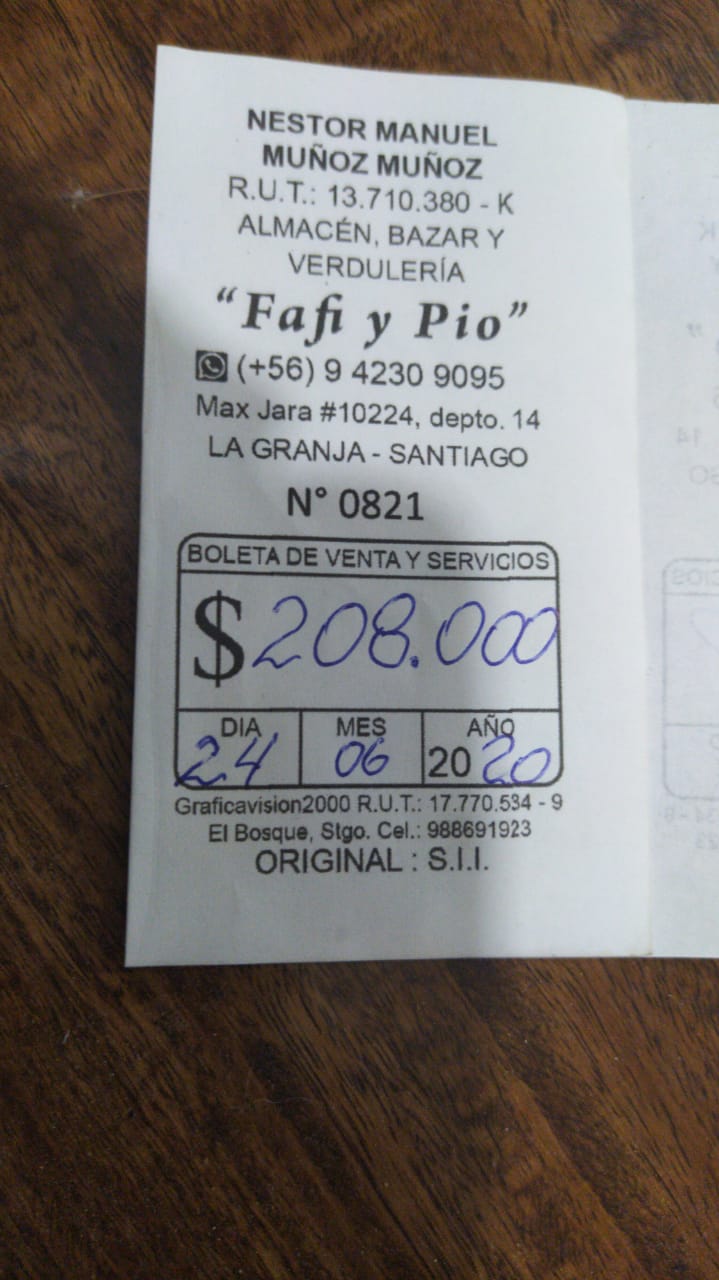 NESTOR MANUEL
MUÑOZ MUÑOZ
R.U.T.: 13.710.380 - K
ALMACÉN, BAZAR Y
VERDULERÍA
“Fafi y Pio”
(+56) 9 4230 9095
Max Jara #10224, depto. 14
LA GRANJA - SANTIAGO
N° 0821
BOLETA DE VENTA Y SERVICIOS
$ 208.000
DIA MES AÑO
24 06 2020
Graficavision2000 R.U.T.: 17.770.534 - 9
El Bosque, Stgo. Cel.: 988691923
ORIGINAL : S.I.I.